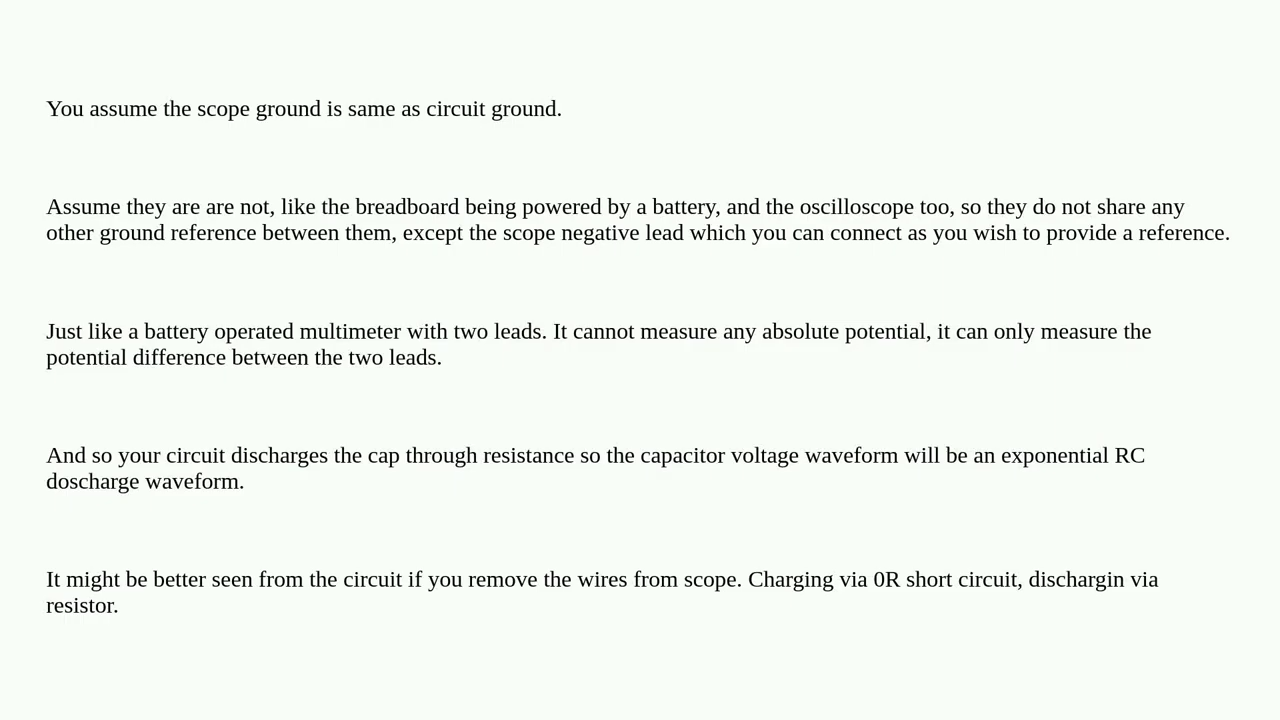 You assume the scope ground is same as circuit ground.
Assume they are are not, like the breadboard being powered by a battery, and the oscilloscope too, so they do not share any
other ground reference between them, except the scope negative lead which you can connect as you wish to provide a reference.
Just like a battery operated multimeter with two leads. It cannot measure any absolute potential, it can only measure the
potential difference between the two leads.
And so your circuit discharges the cap through resistance so the capacitor voltage waveform will be an exponential RC
doscharge waveform.
It might be better seen from the circuit if you remove the wires from scope. Charging via 0R short circuit, dischargin via
resistor.